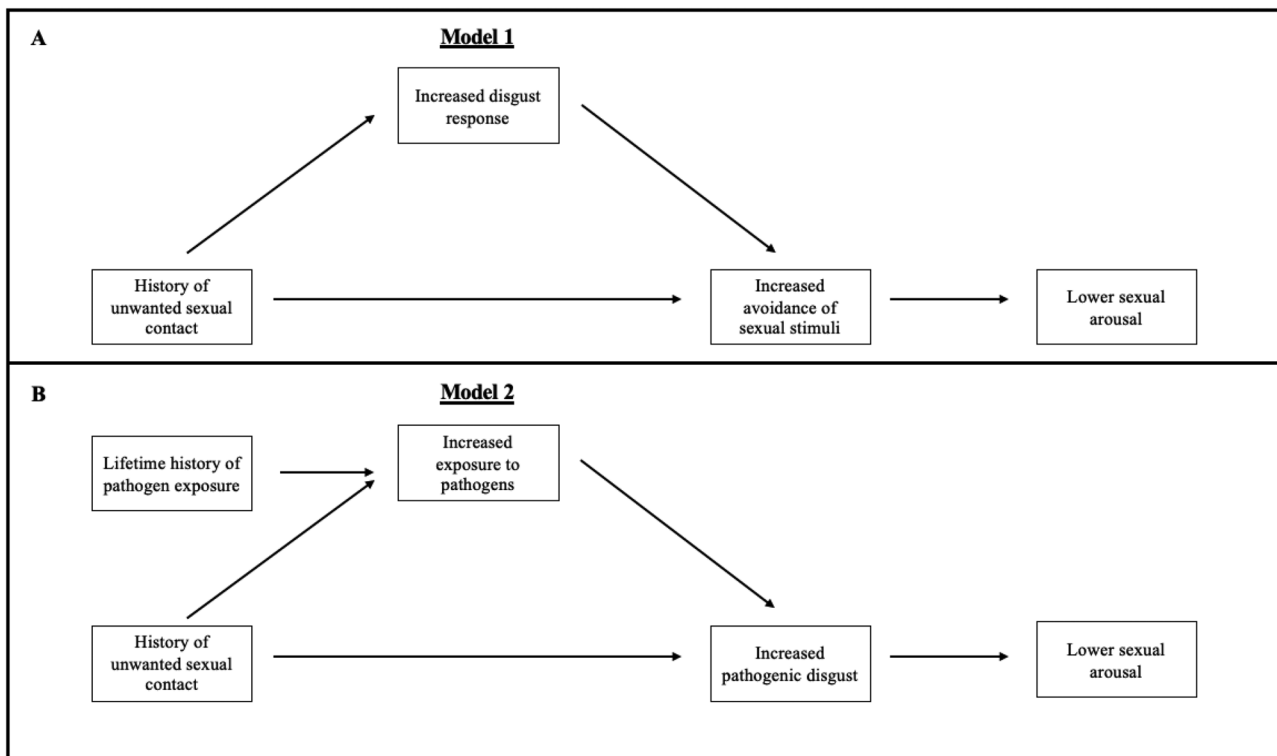 A
Model 1
Increased disgust
response
History of
unwanted sexual
contact
Increased
avoidance of
sexual stimuli
Lower sexual
arousal
B
Model 2
Lifetime history of
pathogen exposure
Increased
exposure to
pathogens
History of
unwanted sexual
contact
Increased
pathogenic disgust
Lower sexual
arousal